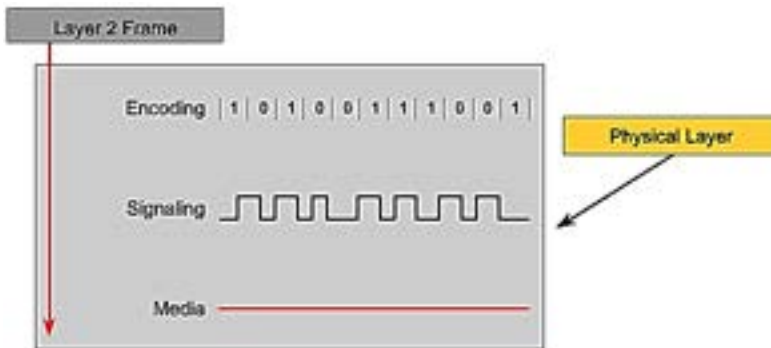 Layer 2 Frame
Encoding | 1 | 0 | 1 | 0 | 0 | 1 | 1 | 1 | 0 | 0 | 1 |
Physical Layer
Signaling
Media